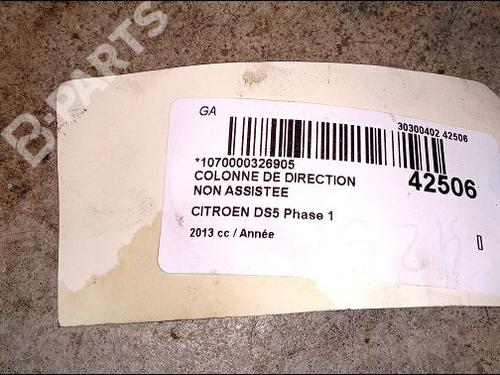 B-PARTS
GA
30300402 42506
*1070000326905
42506
COLONNE DE DIRECTION
NON ASSISTEE
CITROEN DS5 Phase 1
2013 cc / Année